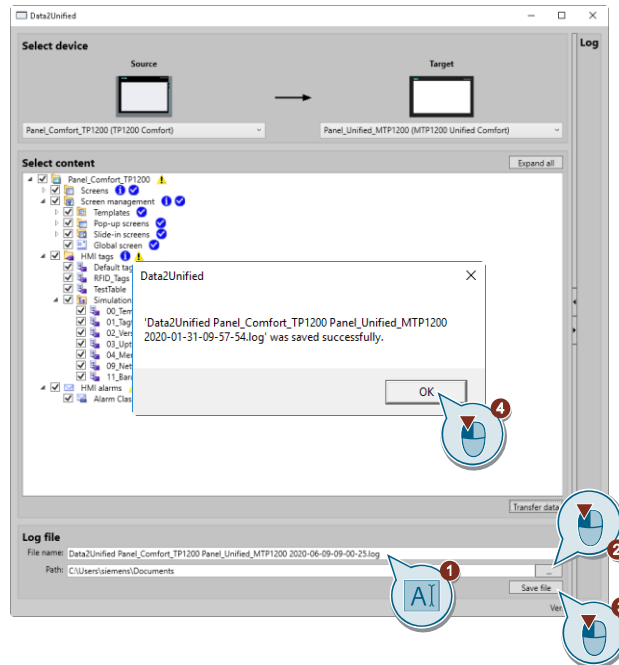 Data2Unified
Select device
Log
Source
Target
Panel_Comfort_TP1200 (TP1200 Comfort)
Panel_Unified_MTP1200 (MTP1200 Unified Comfort)
Select content
Expand all
Panel_Comfort_TP1200
Screens
Screen management
Templates
Pop-up screens
Slide-in screens
Global screen
HMI tags
Default tag
RFID_Tags
TestTable
Simulation
00_Tem
01_Tag
02_Vers
03_Upt
04_Me
09_Net
11_Bar
HMI alarms
Alarm Clas
Data2Unified
'Data2Unified Panel_Comfort_TP1200 Panel_Unified_MTP1200
2020-01-31-09-57-54.log' was saved successfully.
OK
4
Transfer data
2
Log file
File name: Data2Unified Panel_Comfort_TP1200 Panel_Unified_MTP1200 2020-06-09-09-00-25.log
1
Path: C:\Users\siemens\Documents
...
AI
Save file
Ver